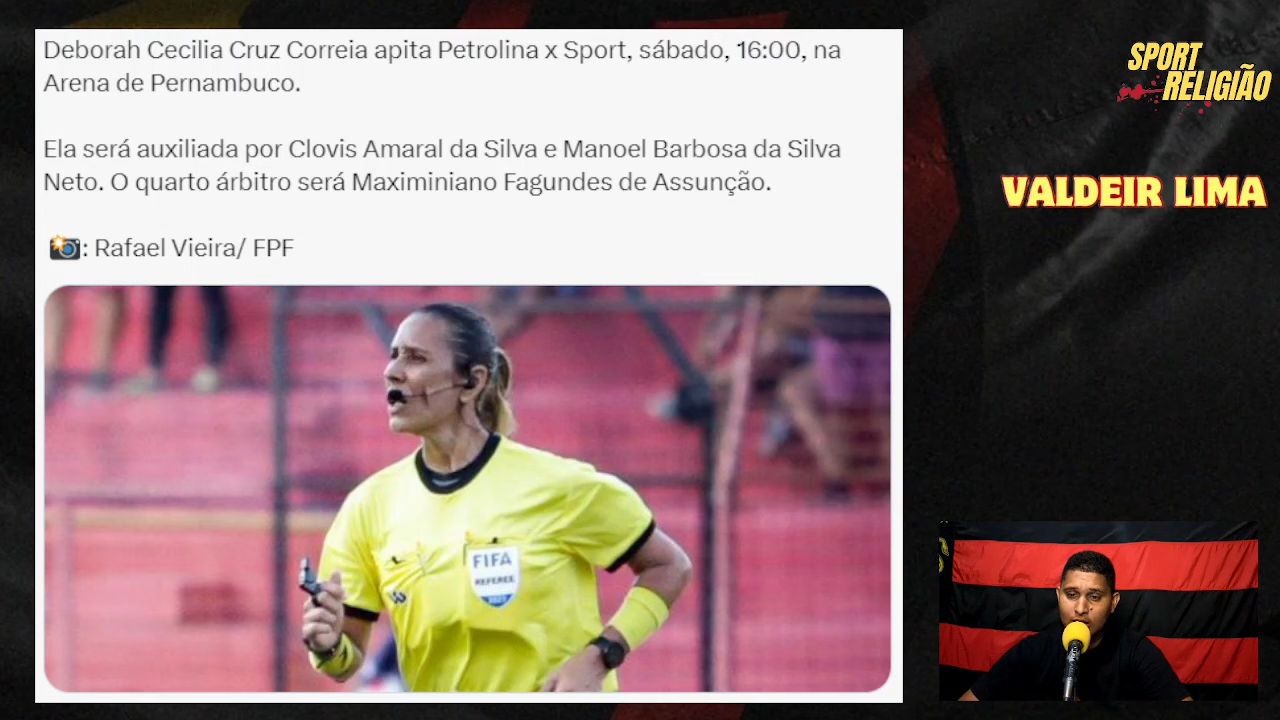 Deborah Cecilia Cruz Correia apita Petrolina x Sport, sábado, 16:00, na
Arena de Pernambuco.
Ela será auxiliada por Clovis Amaral da Silva e Manoel Barbosa da Silva
Neto. O quarto árbitro será Maximiniano Fagundes de Assunção.
: Rafael Vieira/ FPF
SPORT
RELIGIÃO
VALDEIR LIMA
FIFA
REFEREE